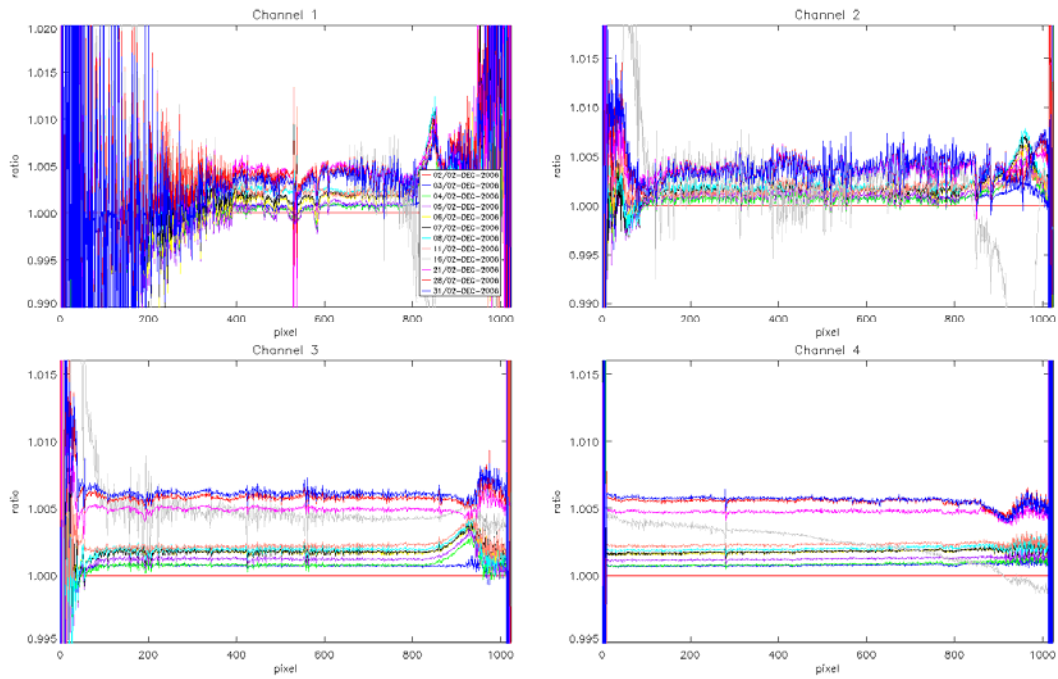 Channel 1
1.020
1.015
1.010
1.005
1.000
0.995
0.990
ratio
0 200 400 600 800 1000
pixel
02/02-DEC-2006
03/02-DEC-2006
04/02-DEC-2006
05/02-DEC-2006
06/02-DEC-2006
07/02-DEC-2006
08/02-DEC-2006
11/02-DEC-2006
16/02-DEC-2006
21/02-DEC-2006
28/02-DEC-2006
31/02-DEC-2006
Channel 2
1.015
1.010
1.005
1.000
0.995
0.990
ratio
0 200 400 600 800 1000
pixel
Channel 3
1.015
1.010
1.005
1.000
0.995
ratio
0 200 400 600 800 1000
pixel
Channel 4
1.015
1.010
1.005
1.000
0.995
ratio
0 200 400 600 800 1000
pixel